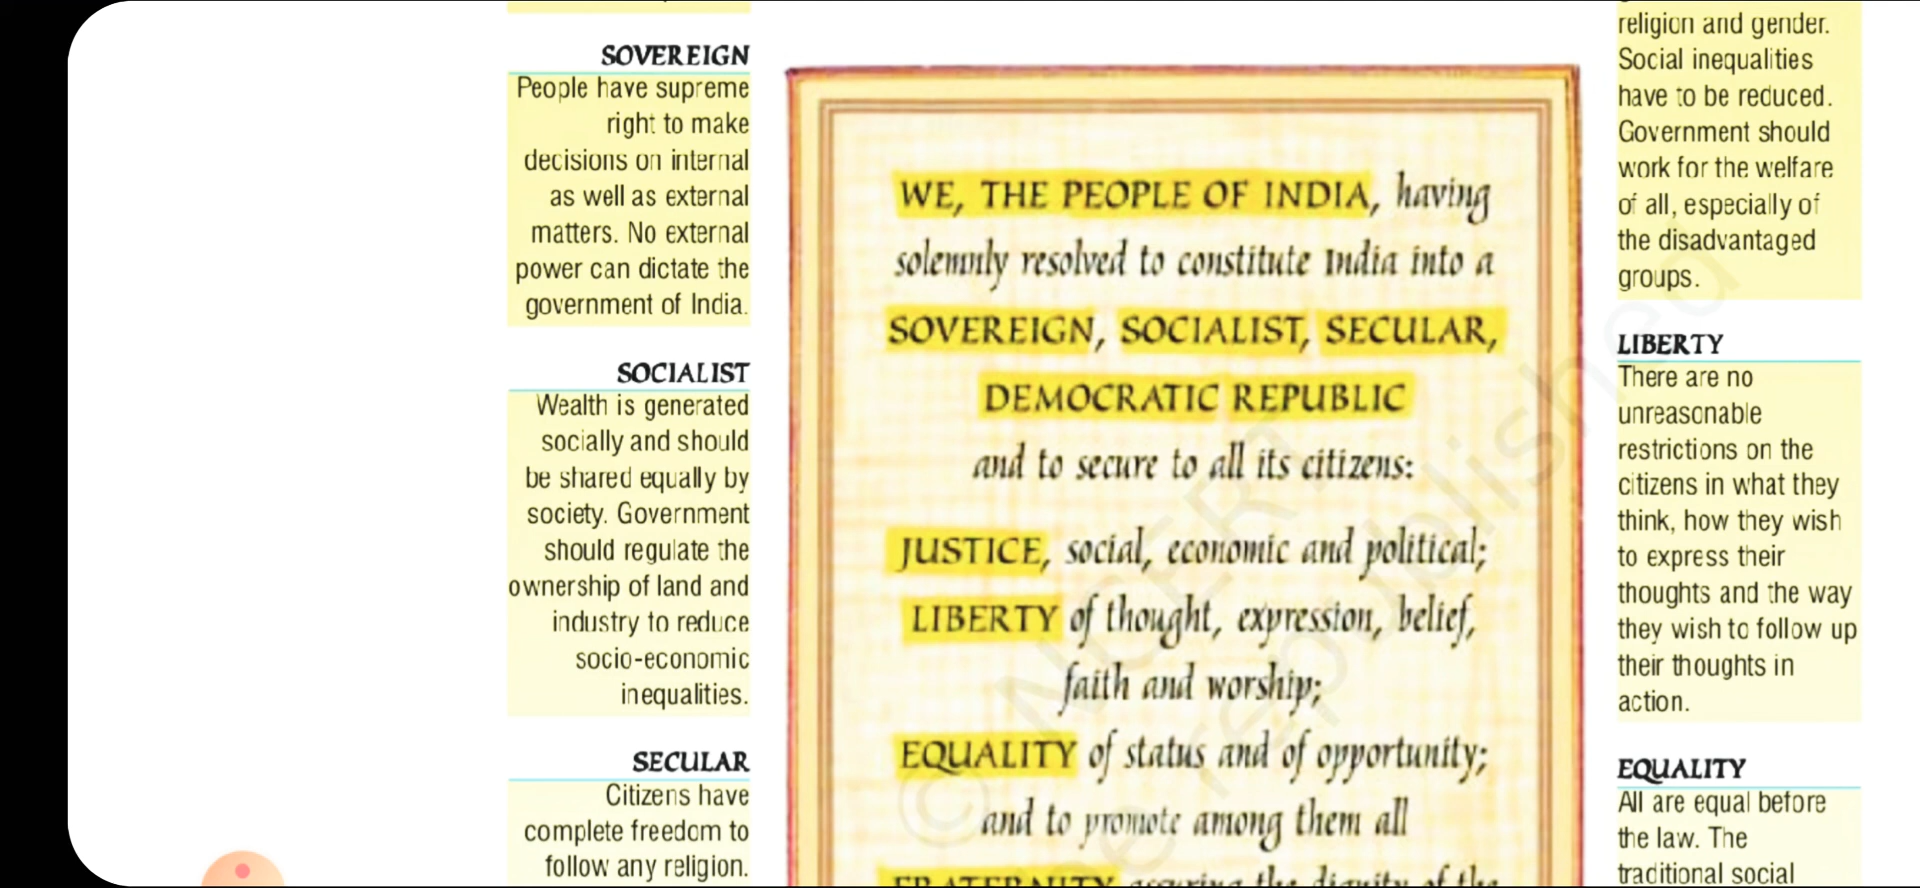 SOVEREIGN
People have supreme
right to make
decisions on internal
as well as external
matters. No external
power can dictate the
government of India.
SOCIALIST
Wealth is generated
socially and should
be shared equally by
society. Government
should regulate the
ownership of land and
industry to reduce
socio-economic
inequalities.
SECULAR
Citizens have
complete freedom to
follow any religion.
WE, THE PEOPLE OF INDIA, having
solemnly resolved to constitute India into a
SOVEREIGN, SOCIALIST, SECULAR,
DEMOCRATIC REPUBLIC
and to secure to all its citizens:
JUSTICE, social, economic and political;
LIBERTY of thought, expression, belief,
faith and worship;
EQUALITY of status and of opportunity;
and to promote among them all
FRATERNITY assuring the dignity of the
religion and gender.
Social inequalities
have to be reduced.
Government should
work for the welfare
of all, especially of
the disadvantaged
groups.
LIBERTY
There are no
unreasonable
restrictions on the
citizens in what they
think, how they wish
to express their
thoughts and the way
they wish to follow up
their thoughts in
action.
EQUALITY
All are equal before
the law. The
traditional social
© NCERT
be republished